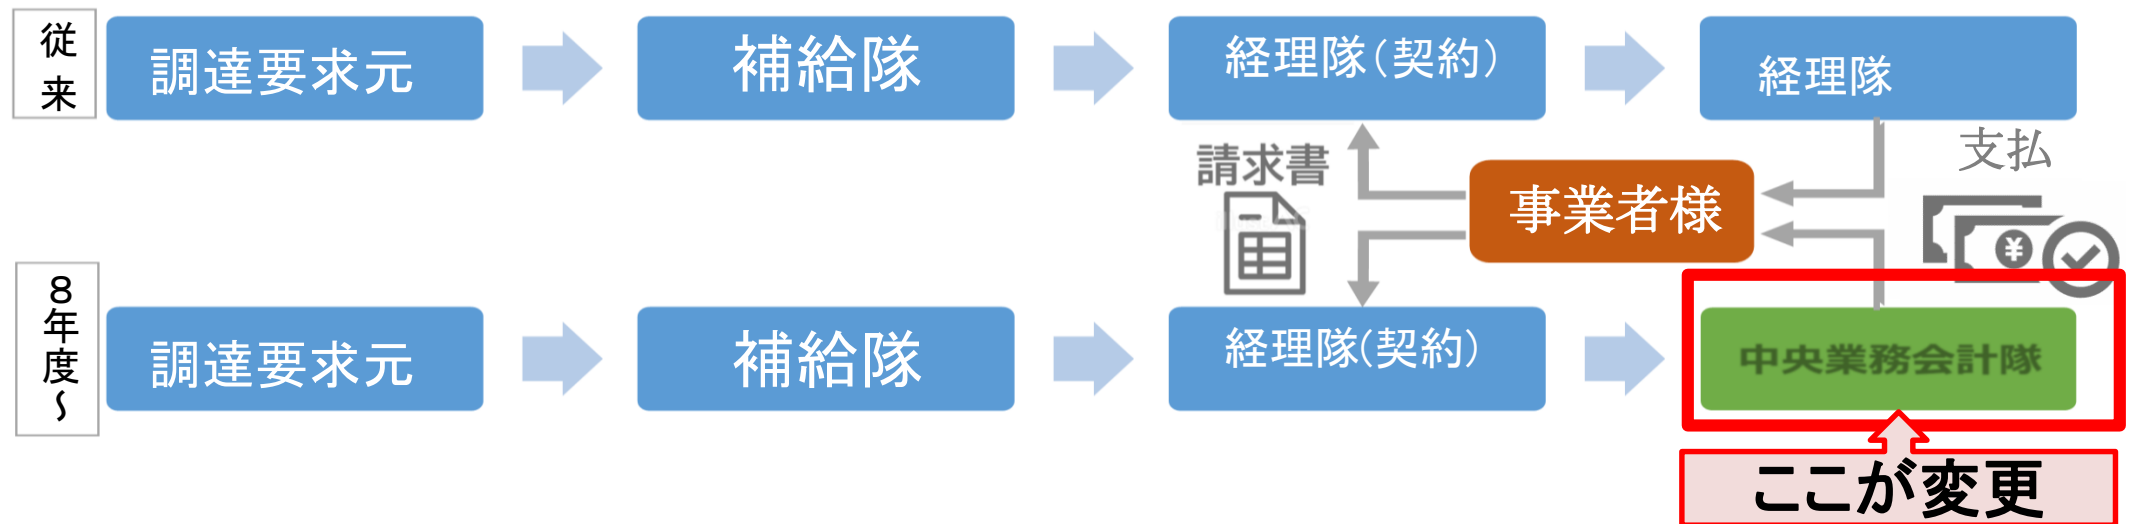 従来
調達要求元
補給隊
経理隊（契約）
経理隊
請求書
事業者様
支払
¥
８年度～
調達要求元
補給隊
経理隊（契約）
中央業務会計隊
ここが変更